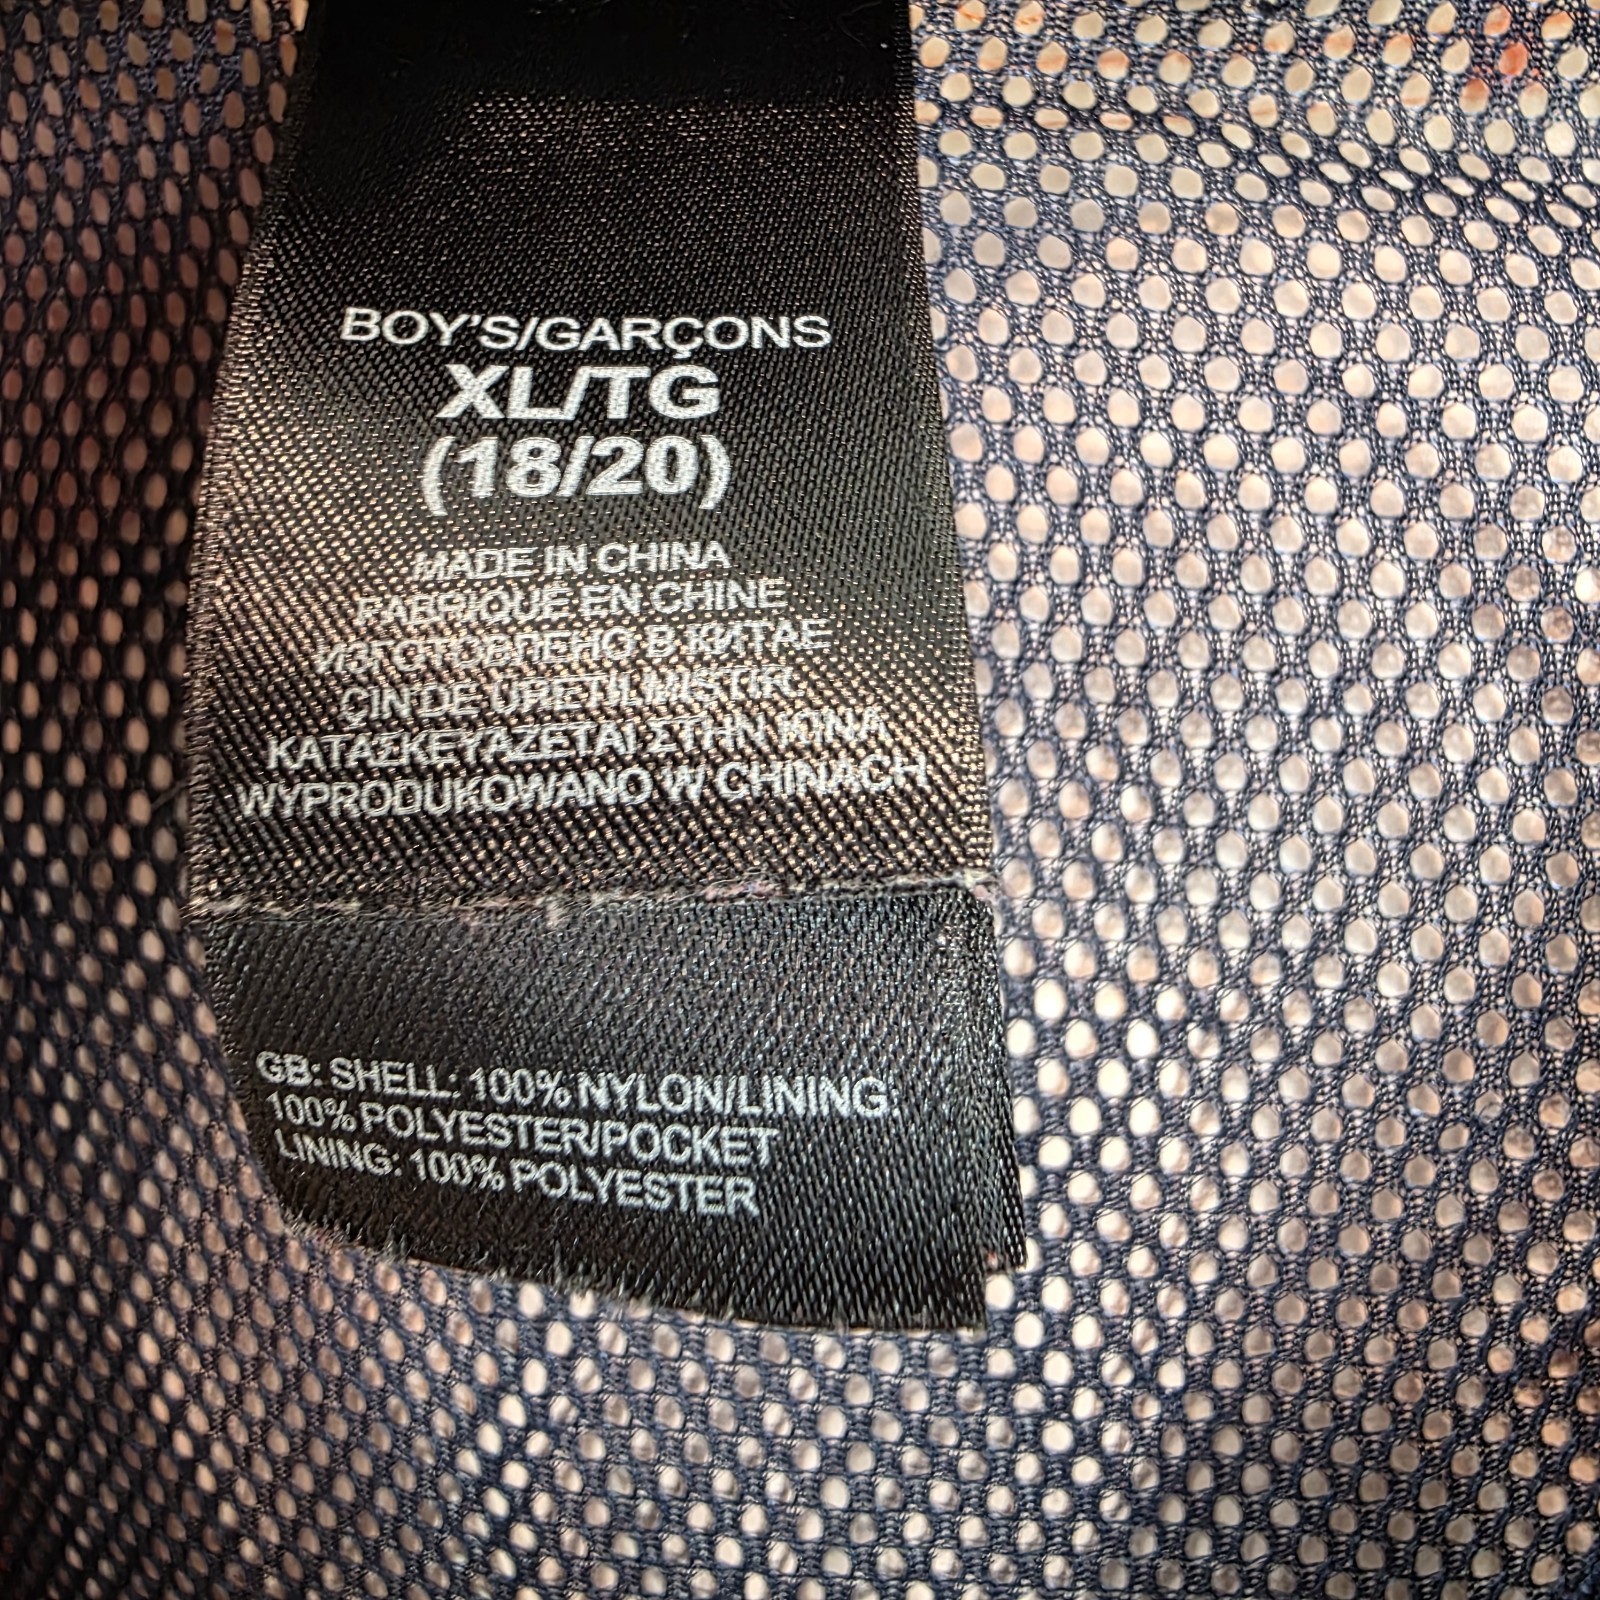 BOY'S/GARÇONS
XL/TG
(18/20)
MADE IN CHINA
FABRIQUÉ EN CHINE
ИЗГОТОВЛЕНО В КИТАЕ
ÇIN'DE ÜRETILMISTIR
ΚΑΤΑΣΚΕΥΑΖΕΤΑΙ ΣΤΗΝ ΚΙΝΑ
WYPRODUKOWANO W CHINACH
GB: SHELL: 100% NYLON/LINING:
100% POLYESTER/POCKET
LINING: 100% POLYESTER